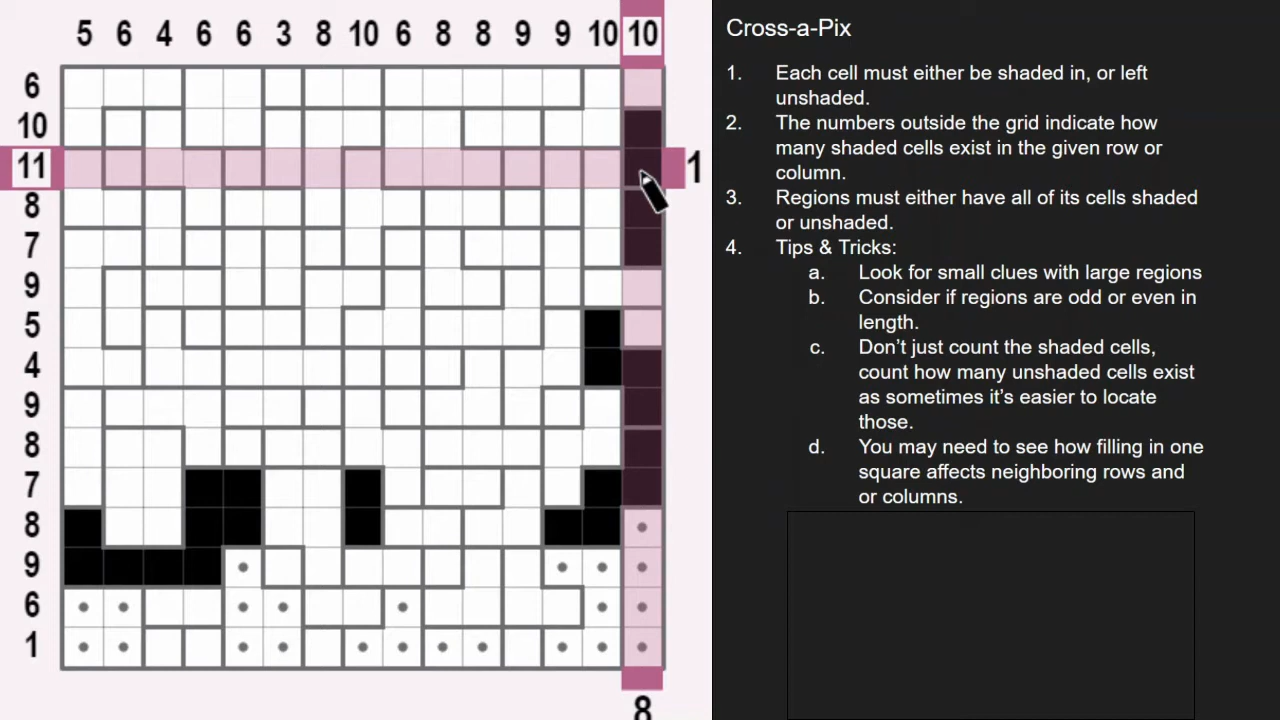 5 6 4 6 6 3 8 10 6 8 8 9 9 10 10
6
10
11 1
8
7
9
5
4
9
8
7
8
9
6
1
8
Cross-a-Pix
1. Each cell must either be shaded in, or left
unshaded.
2. The numbers outside the grid indicate how
many shaded cells exist in the given row or
column.
3. Regions must either have all of its cells shaded
or unshaded.
4. Tips & Tricks:
a. Look for small clues with large regions
b. Consider if regions are odd or even in
length.
c. Don’t just count the shaded cells,
count how many unshaded cells exist
as sometimes it’s easier to locate
those.
d. You may need to see how filling in one
square affects neighboring rows and
or columns.